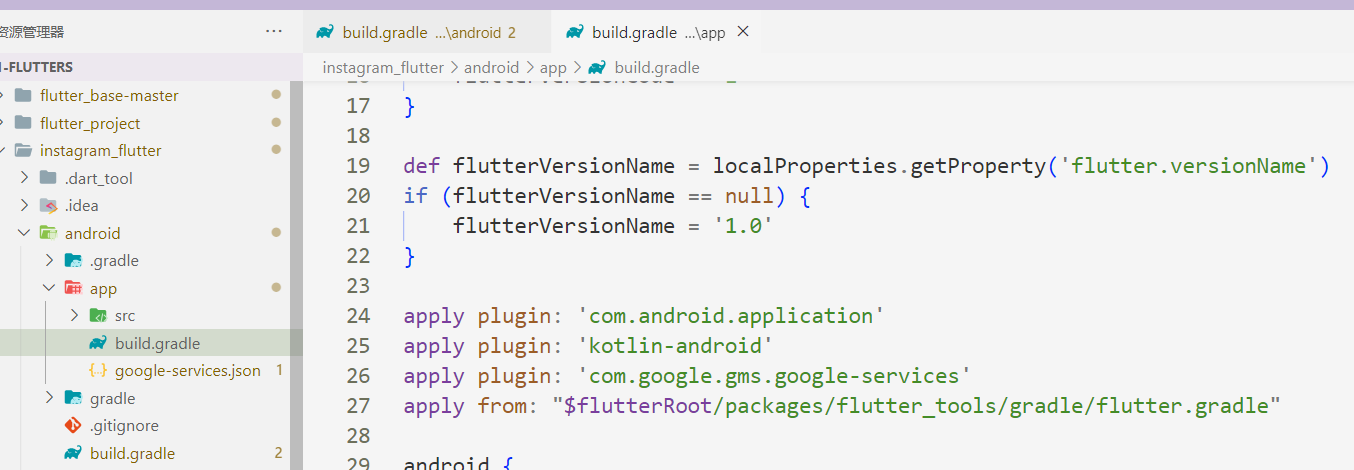 资源管理器 ···
build.gradle ...\android 2
build.gradle ...\app ×
-FLUTTERS
instagram_flutter > android > app > build.gradle
flutter_base-master
flutter_project
instagram_flutter
.dart_tool
.idea
android
.gradle
app
src
build.gradle
google-services.json 1
gradle
.gitignore
build.gradle 2
17 }
18
19 def flutterVersionName = localProperties.getProperty('flutter.versionName')
20 if (flutterVersionName == null) {
21 flutterVersionName = '1.0'
22 }
23
24 apply plugin: 'com.android.application'
25 apply plugin: 'kotlin-android'
26 apply plugin: 'com.google.gms.google-services'
27 apply from: "$flutterRoot/packages/flutter_tools/gradle/flutter.gradle"
28
29 android {